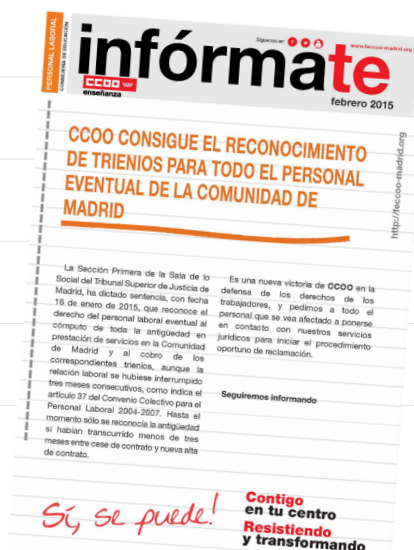 PERSONAL LABORAL
CONSEJERÍA DE EDUCACIÓN
Síguenos en
www.feccoo-madrid.org
infórmate
CCOO
enseñanza
febrero 2015
http://feccoo-madrid.org
CCOO CONSIGUE EL RECONOCIMIENTO
DE TRIENIOS PARA TODO EL PERSONAL
EVENTUAL DE LA COMUNIDAD DE
MADRID
La Sección Primera de la Sala de lo
Social del Tribunal Superior de Justicia de
Madrid, ha dictado sentencia, con fecha
16 de enero de 2015, que reconoce el
derecho del personal laboral eventual al
cómputo de toda la antigüedad en
prestación de servicios en la Comunidad
de Madrid y al cobro de los
correspondientes trienios, aunque la
relación laboral se hubiese interrumpido
tres meses consecutivos, como indica el
artículo 37 del Convenio Colectivo para el
Personal Laboral 2004-2007. Hasta el
momento sólo se reconocía la antigüedad
si habían transcurrido menos de tres
meses entre cese de contrato y nueva alta
de contrato.
Es una nueva victoria de CCOO en la
defensa de los derechos de los
trabajadores, y pedimos a todo el
personal que se vea afectado a ponerse
en contacto con nuestros servicios
jurídicos para iniciar el procedimiento
oportuno de reclamación.
Seguiremos informando
Sí, se puede!
Contigo
en tu centro
Resistiendo
y transformando